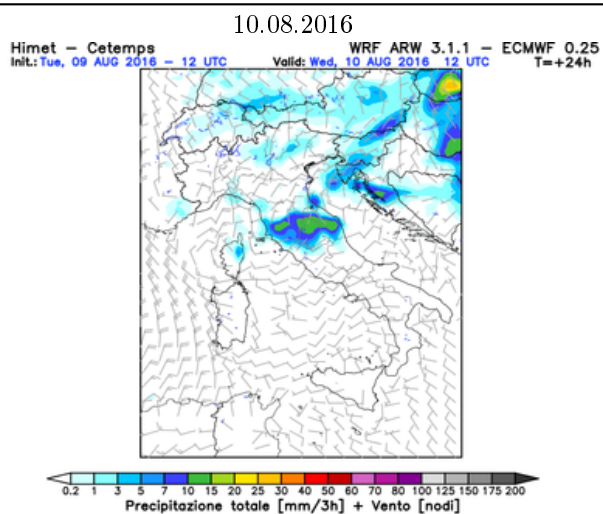 10.08.2016
Himet – Cetemps WRF ARW 3.1.1 – ECMWF 0.25
Init.: Tue, 09 AUG 2016 – 12 UTC Valid: Wed, 10 AUG 2016 12 UTC T=+24h
0.2 1 3 5 7 10 15 20 25 30 40 50 60 70 80 100 125 150 175 200
Precipitazione totale [mm/3h] + Vento [nodi]